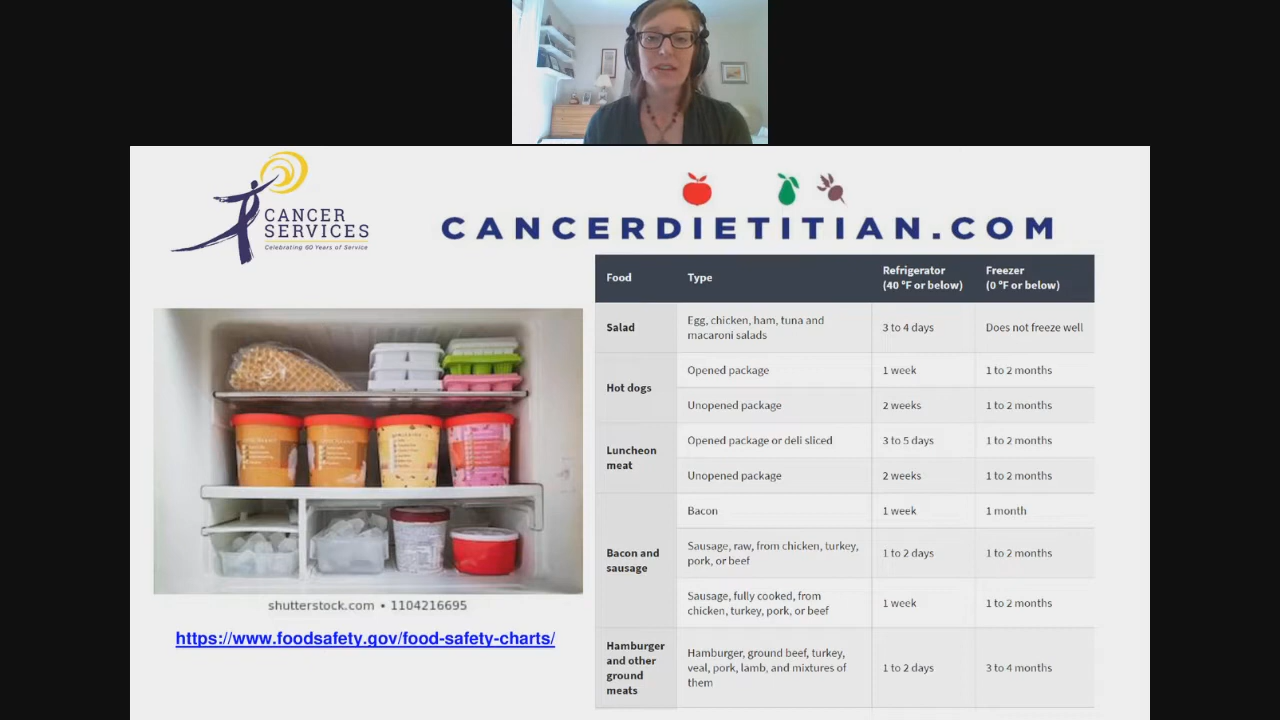 CANCER
SERVICES
Celebrating 60 Years of Service
CANCERDIETITIAN.COM
Food
Type
Refrigerator
(40 °F or below)
Freezer
(0 °F or below)
Salad
Egg, chicken, ham, tuna and
macaroni salads
3 to 4 days
Does not freeze well
Hot dogs
Opened package
1 week
1 to 2 months
Unopened package
2 weeks
1 to 2 months
Luncheon
meat
Opened package or deli sliced
3 to 5 days
1 to 2 months
Unopened package
2 weeks
1 to 2 months
Bacon and
sausage
Bacon
1 week
1 month
Sausage, raw, from chicken, turkey,
pork, or beef
1 to 2 days
1 to 2 months
Sausage, fully cooked, from
chicken, turkey, pork, or beef
1 week
1 to 2 months
Hamburger
and other
ground
meats
Hamburger, ground beef, turkey,
veal, pork, lamb, and mixtures of
them
1 to 2 days
3 to 4 months
shutterstock.com • 1104216695
https://www.foodsafety.gov/food-safety-charts/